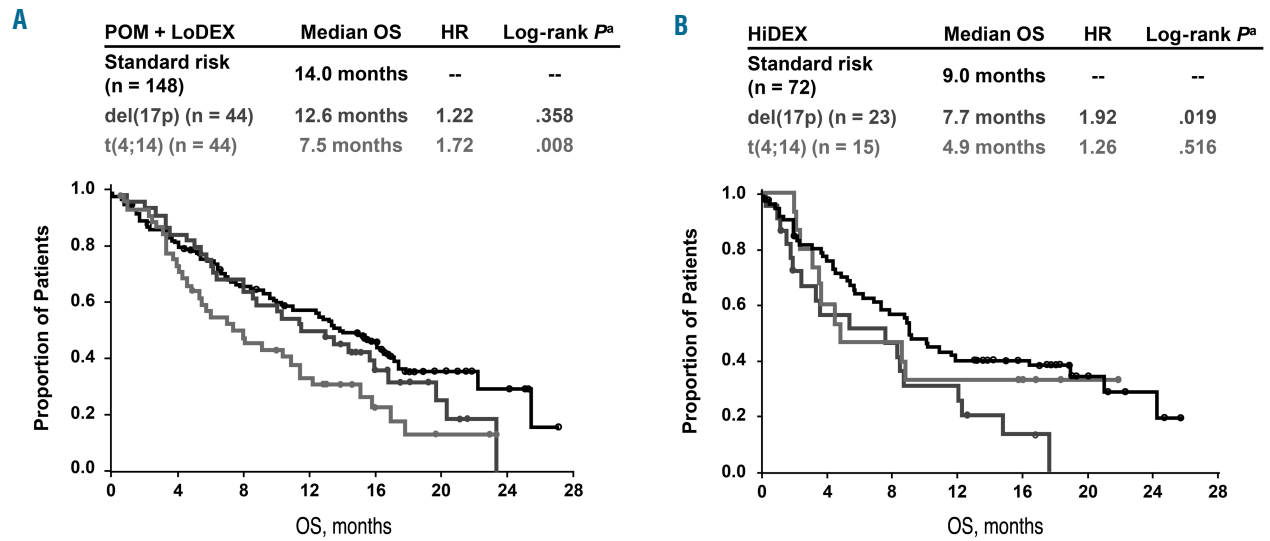 A
POM + LoDEX Median OS HR Log-rank Pa
Standard risk
(n = 148) 14.0 months -- --
del(17p) (n = 44) 12.6 months 1.22 .358
t(4;14) (n = 44) 7.5 months 1.72 .008
1.0
0.8
0.6
0.4
0.2
0.0
Proportion of Patients
0 4 8 12 16 20 24 28
OS, months
B
HiDEX Median OS HR Log-rank Pa
Standard risk
(n = 72) 9.0 months -- --
del(17p) (n = 23) 7.7 months 1.92 .019
t(4;14) (n = 15) 4.9 months 1.26 .516
1.0
0.8
0.6
0.4
0.2
0.0
Proportion of Patients
0 4 8 12 16 20 24 28
OS, months